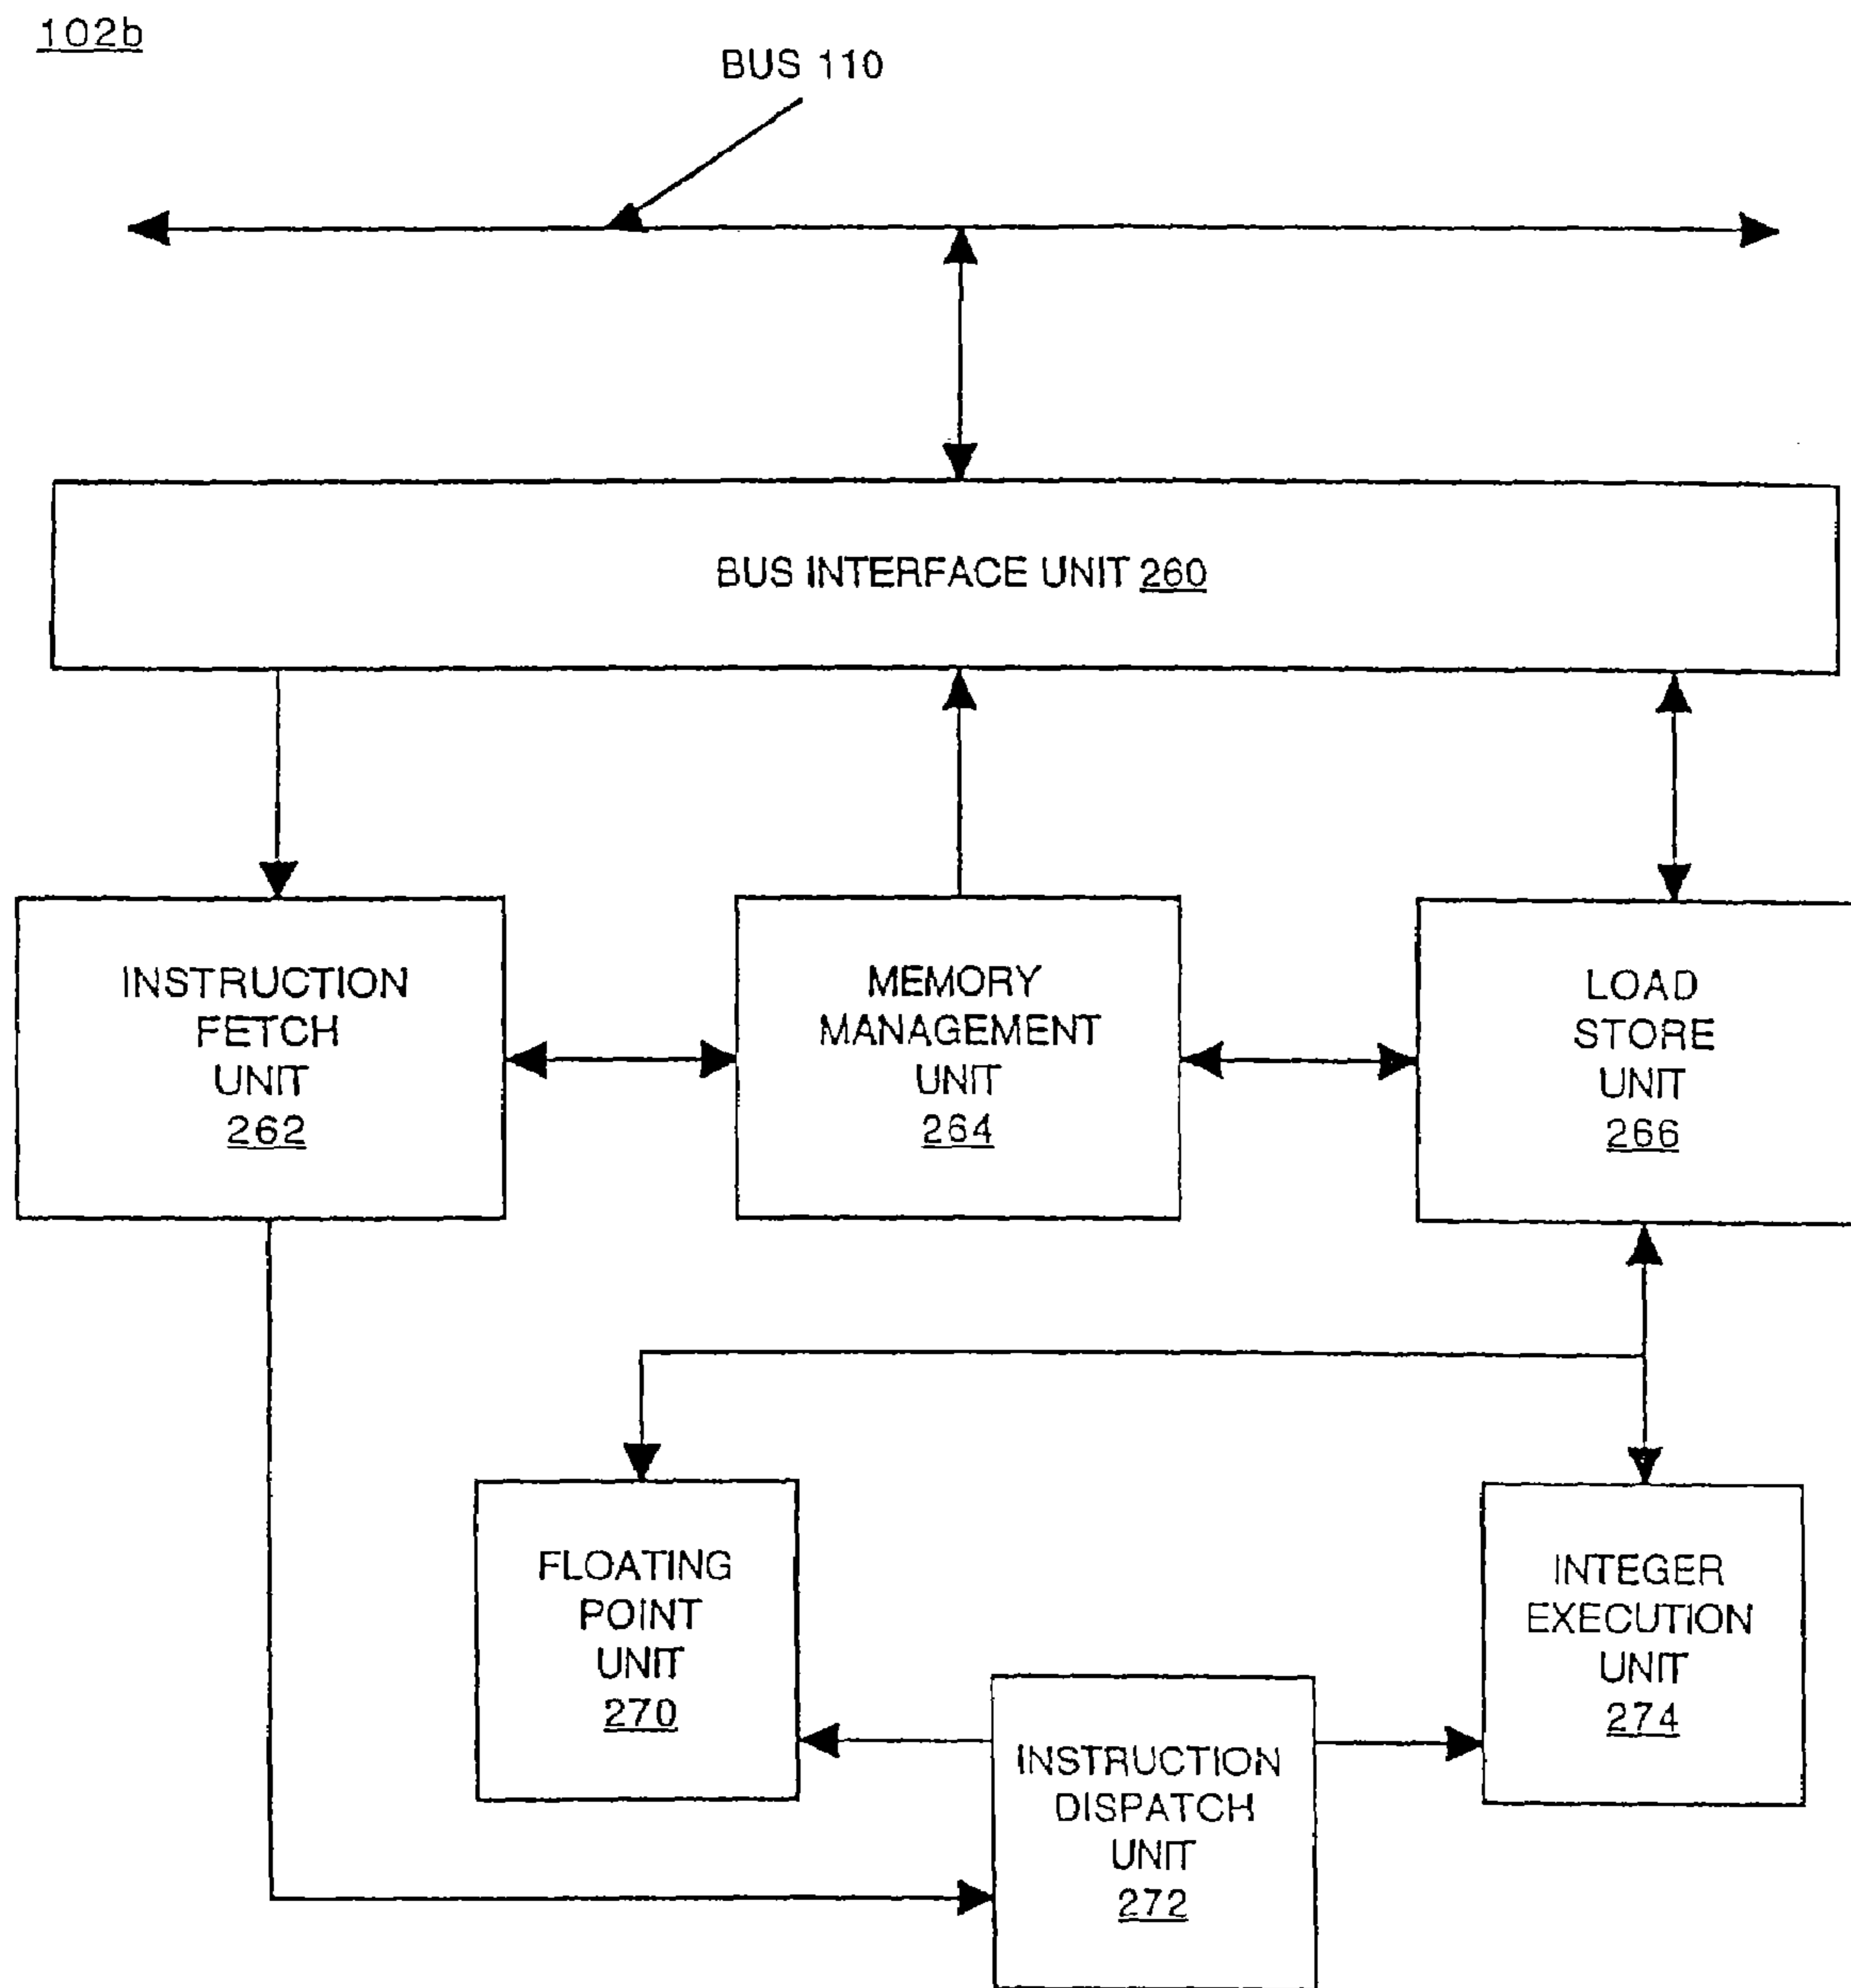 102b
BUS 110
BUS INTERFACE UNIT 260
INSTRUCTION
FETCH
UNIT
262
MEMORY
MANAGEMENT
UNIT
264
LOAD
STORE
UNIT
266
FLOATING
POINT
UNIT
270
INSTRUCTION
DISPATCH
UNIT
272
INTEGER
EXECUTION
UNIT
274